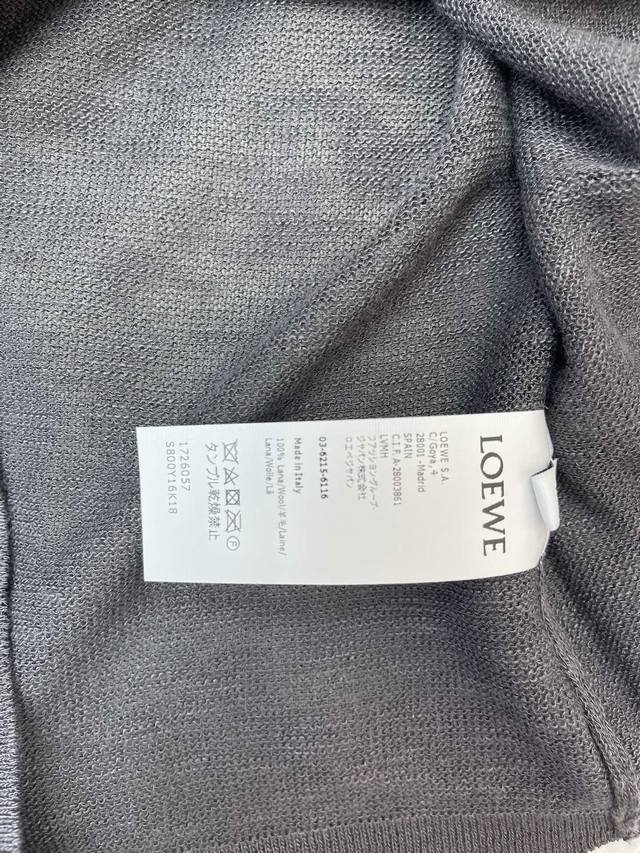 LOEWE
LOEWE S.A.
C/Goya, 4
28001 - Madrid
SPAIN
C.I.F. A-28003861
LVMH
ファッショングループ・
ジャパン株式会社
ロエベジャパン
03-6215-6116
Made in Italy
100% Lana/Wool/羊毛/Laine/
Lana/Wolle/Lã
F
タンブル乾燥禁止
1726057
S800Y16K18